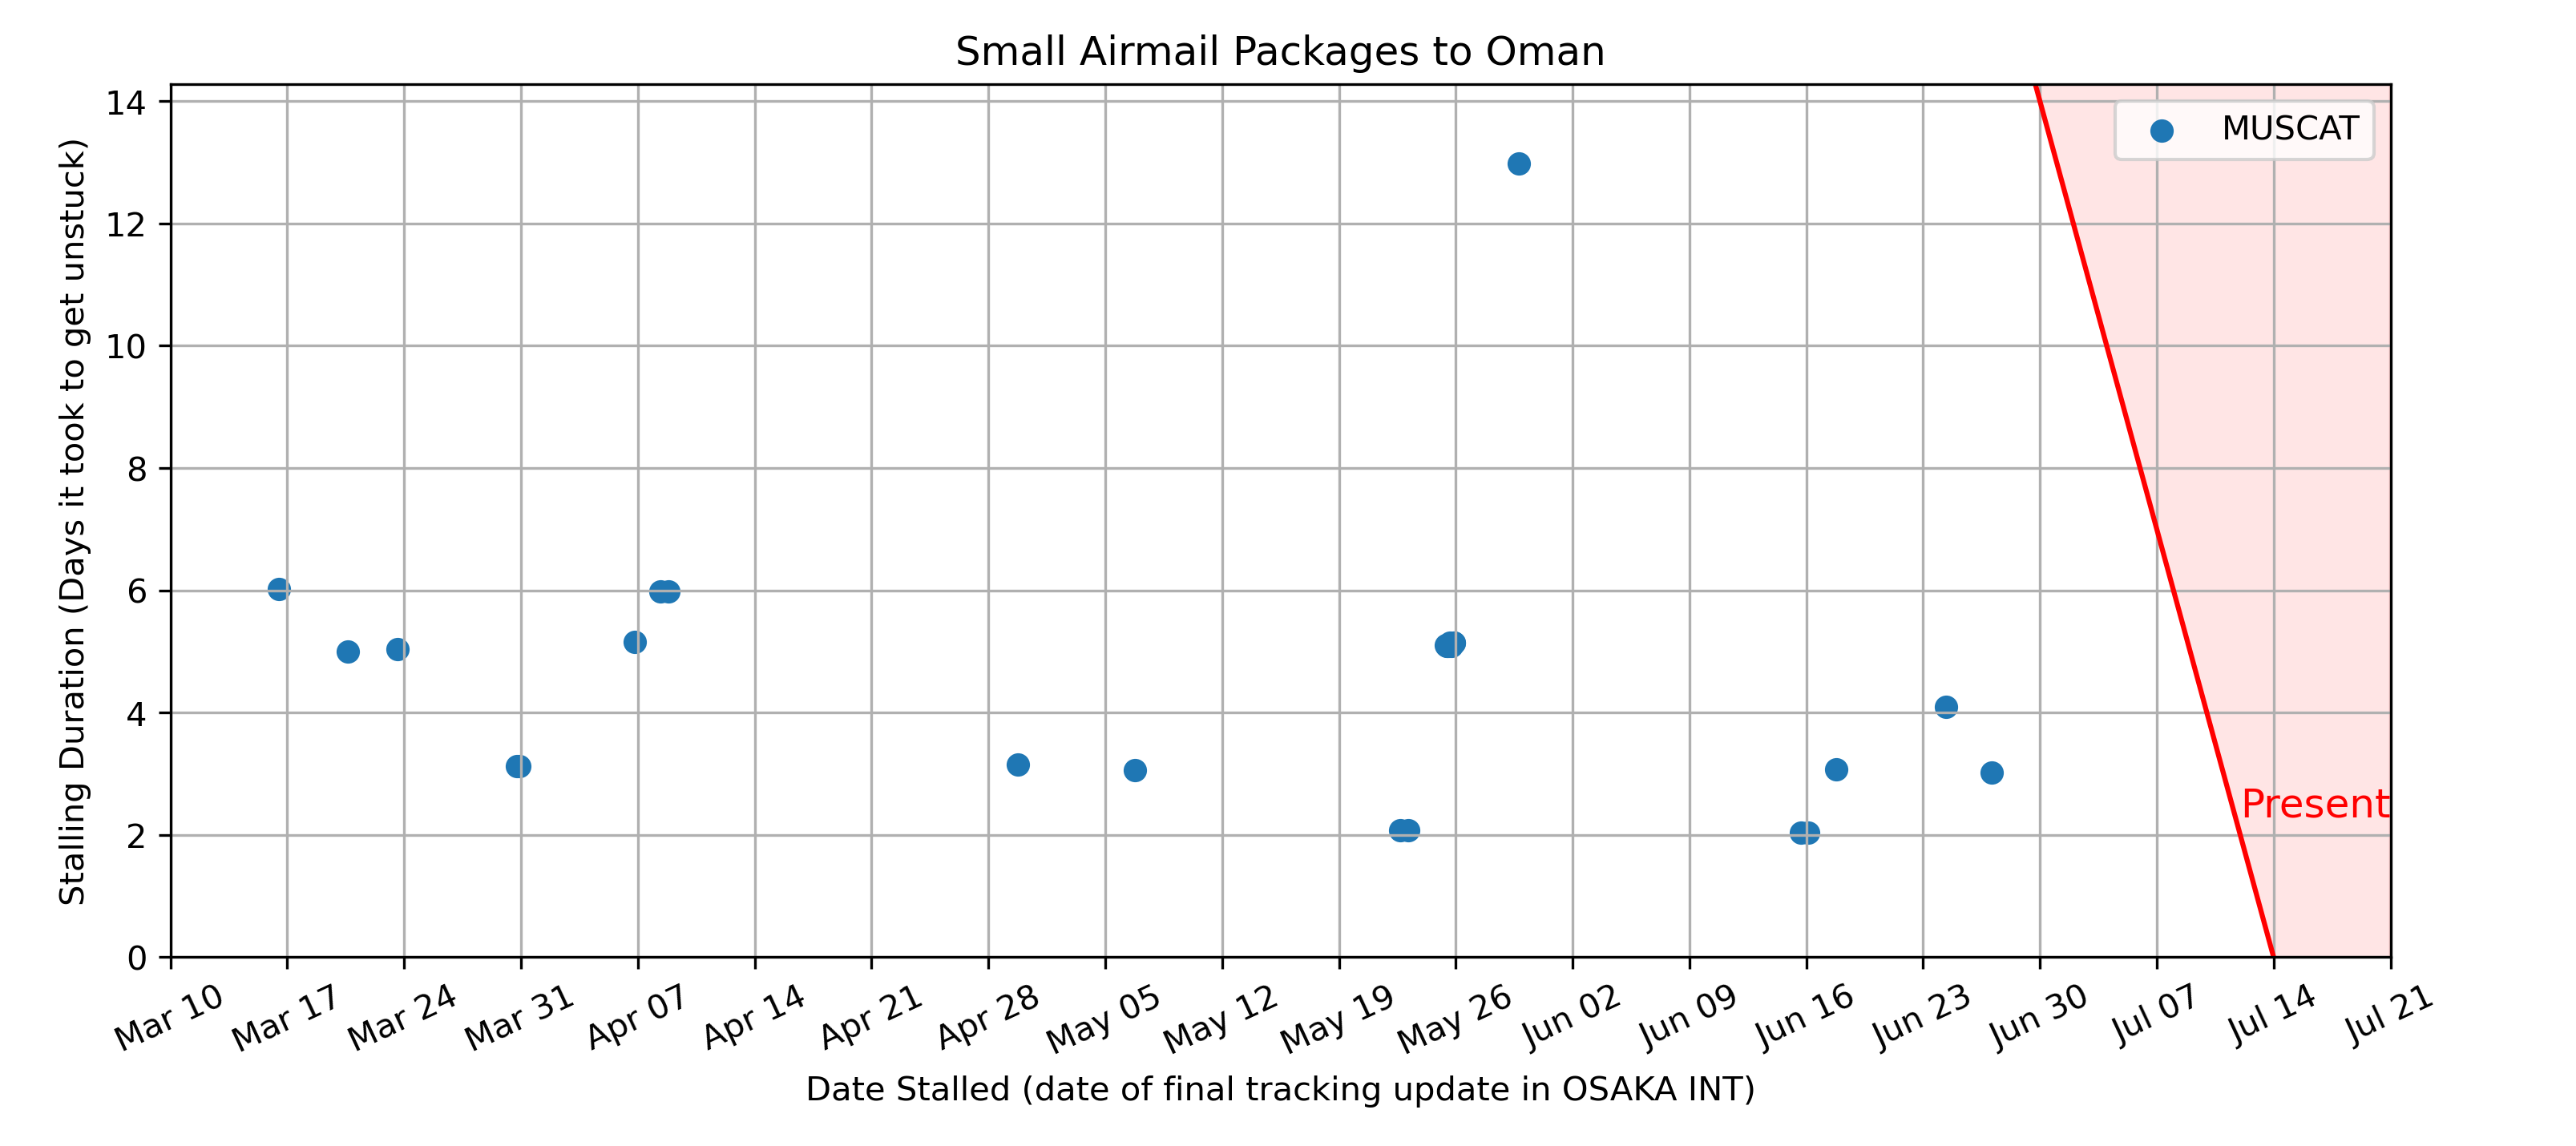 Small Airmail Packages to Oman
Stalling Duration (Days it took to get unstuck)
14
12
10
8
6
4
2
0
MUSCAT
Present
Mar 10
Mar 17
Mar 24
Mar 31
Apr 07
Apr 14
Apr 21
Apr 28
May 05
May 12
May 19
May 26
Jun 02
Jun 09
Jun 16
Jun 23
Jun 30
Jul 07
Jul 14
Jul 21
Date Stalled (date of final tracking update in OSAKA INT)